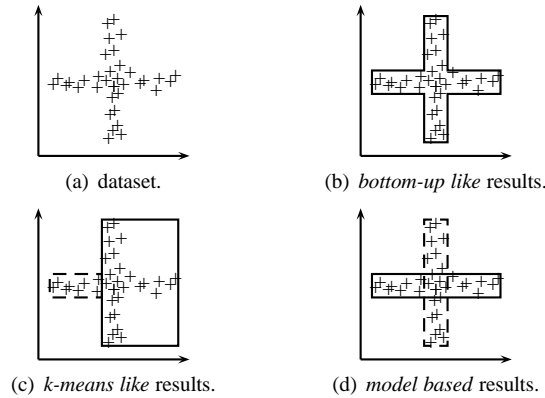 (a) dataset.
(b) bottom-up like results.
(c) k-means like results.
(d) model based results.